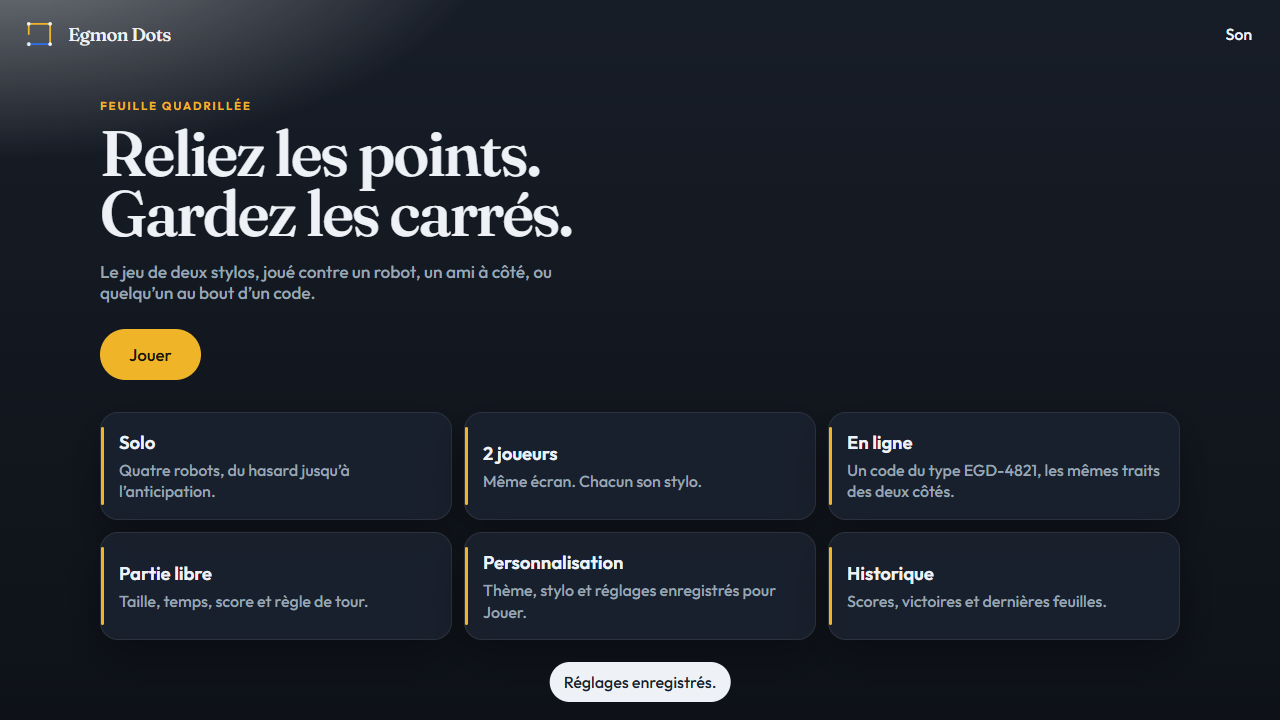 Egmon Dots
Son
FEUILLE QUADRILLÉE
Reliez les points.
Gardez les carrés.
Le jeu de deux stylos, joué contre un robot, un ami à côté, ou
quelqu’un au bout d’un code.
Jouer
Solo
Quatre robots, du hasard jusqu’à
l’anticipation.
2 joueurs
Même écran. Chacun son stylo.
En ligne
Un code du type EGD-4821, les mêmes traits
des deux côtés.
Partie libre
Taille, temps, score et règle de tour.
Personnalisation
Thème, stylo et réglages enregistrés pour
Jouer.
Historique
Scores, victoires et dernières feuilles.
Réglages enregistrés.